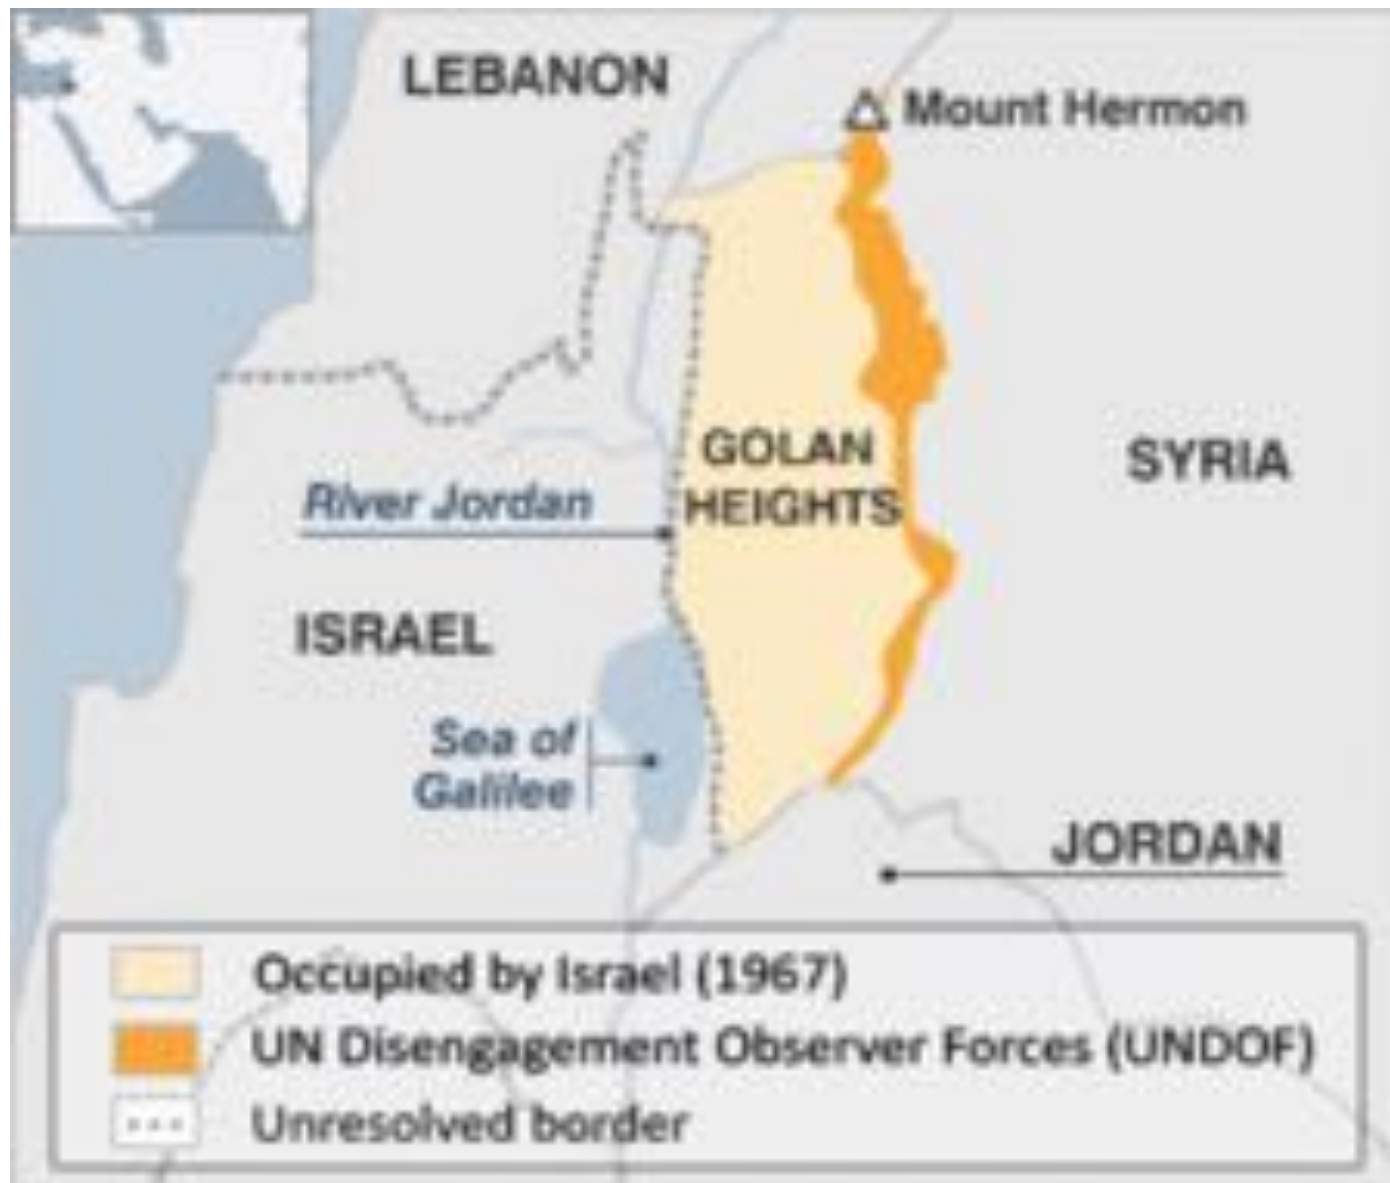 LEBANON
Mount Hermon
GOLAN
HEIGHTS
SYRIA
River Jordan
ISRAEL
Sea of
Galilee
JORDAN
Occupied by Israel (1967)
UN Disengagement Observer Forces (UNDOF)
Unresolved border